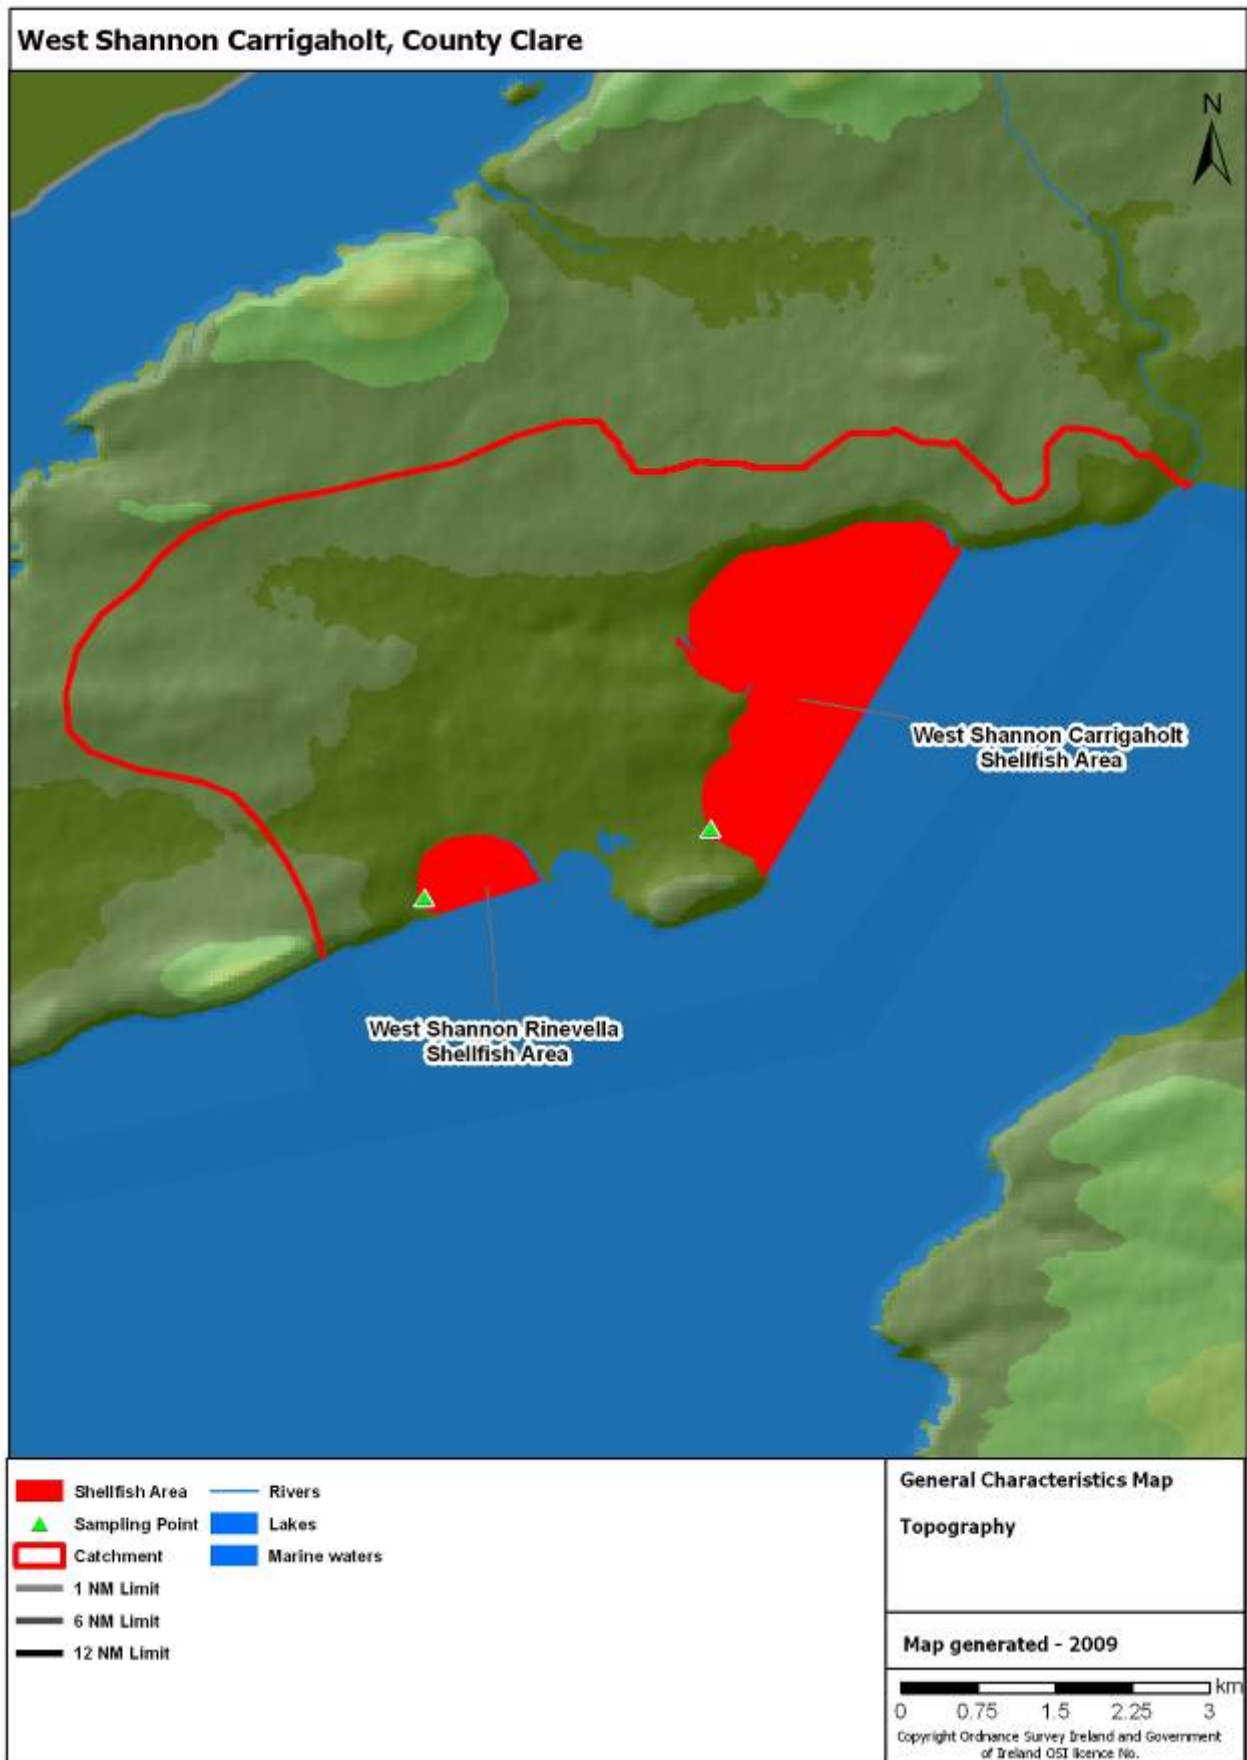 West Shannon Carrigaholt, County Clare
N
West Shannon Carrigaholt
Shellfish Area
West Shannon Rinevella
Shellfish Area
Shellfish Area
Rivers
Sampling Point
Lakes
Catchment
Marine waters
1 NM Limit
6 NM Limit
12 NM Limit
General Characteristics Map
Topography
Map generated - 2009
km
0 0.75 1.5 2.25 3
Copyright Ordnance Survey Ireland and Government
of Ireland OSI licence No.